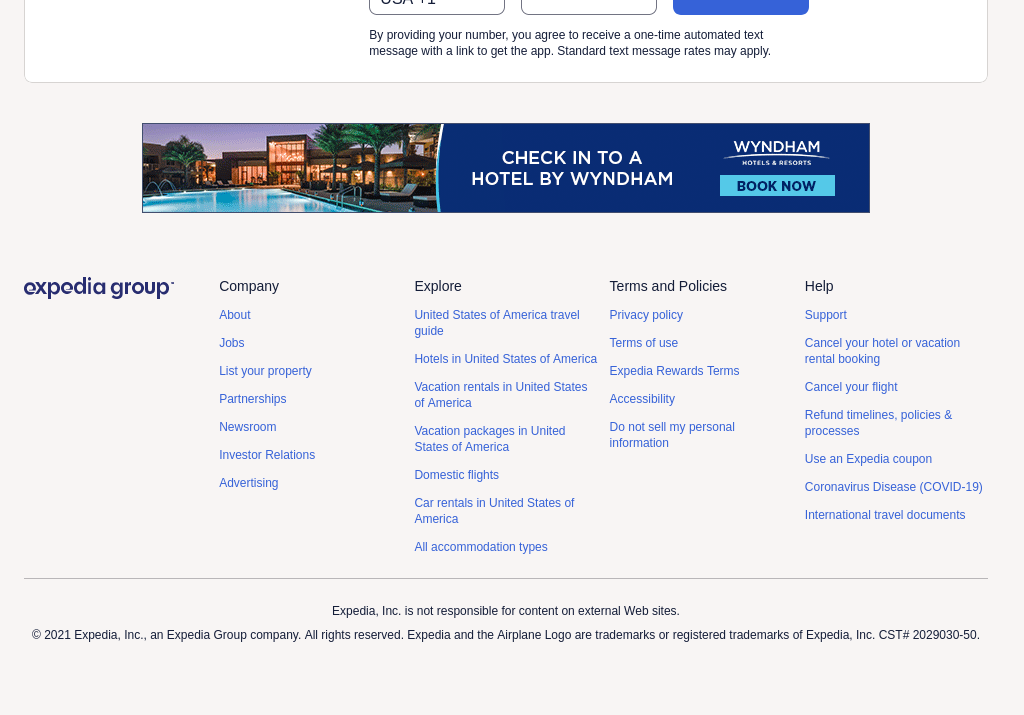 USA +1
By providing your number, you agree to receive a one-time automated text
message with a link to get the app. Standard text message rates may apply.
CHECK IN TO A
HOTEL BY WYNDHAM
WYNDHAM
HOTELS & RESORTS
BOOK NOW
expedia group
Company
About
Jobs
List your property
Partnerships
Newsroom
Investor Relations
Advertising
Explore
United States of America travel
guide
Hotels in United States of America
Vacation rentals in United States
of America
Vacation packages in United
States of America
Domestic flights
Car rentals in United States of
America
All accommodation types
Terms and Policies
Privacy policy
Terms of use
Expedia Rewards Terms
Accessibility
Do not sell my personal
information
Help
Support
Cancel your hotel or vacation
rental booking
Cancel your flight
Refund timelines, policies &
processes
Use an Expedia coupon
Coronavirus Disease (COVID-19)
International travel documents
Expedia, Inc. is not responsible for content on external Web sites.
© 2021 Expedia, Inc., an Expedia Group company. All rights reserved. Expedia and the Airplane Logo are trademarks or registered trademarks of Expedia, Inc. CST# 2029030-50.